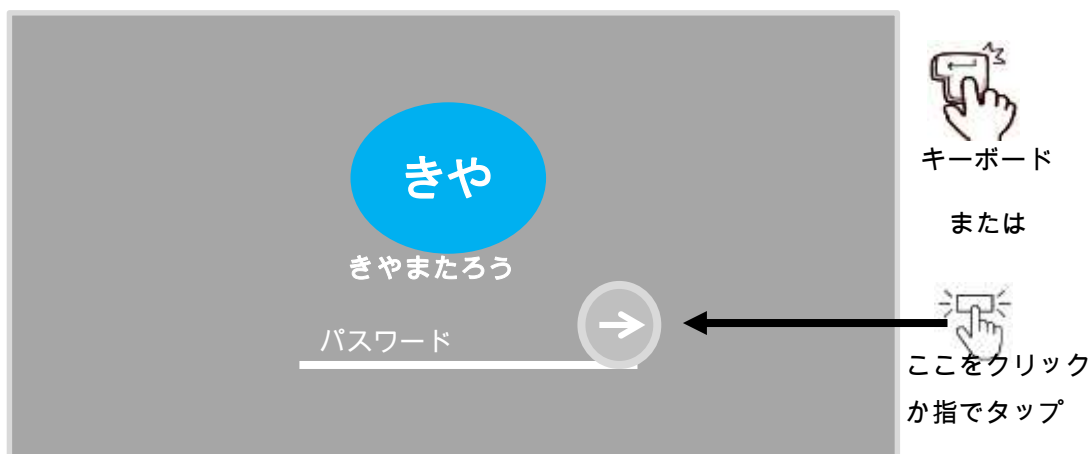 きや
きやまたろう
パスワード
キーボード
または
ここをクリック
か指でタップ